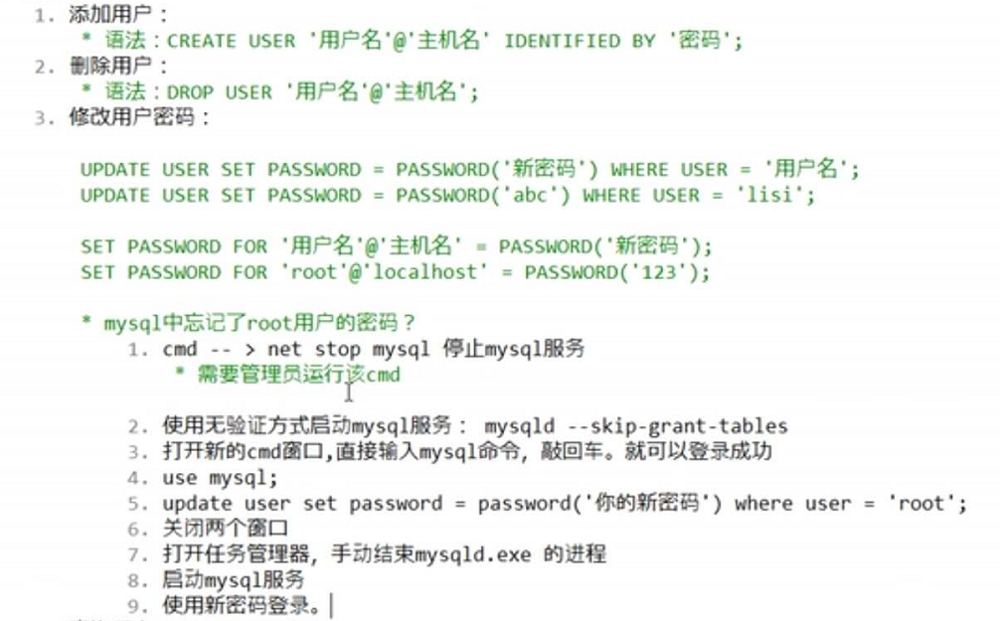 1. 添加用户：
* 语法：CREATE USER '用户名'@'主机名' IDENTIFIED BY '密码';
2. 删除用户：
* 语法：DROP USER '用户名'@'主机名';
3. 修改用户密码：
UPDATE USER SET PASSWORD = PASSWORD('新密码') WHERE USER = '用户名';
UPDATE USER SET PASSWORD = PASSWORD('abc') WHERE USER = 'lisi';
SET PASSWORD FOR '用户名'@'主机名' = PASSWORD('新密码');
SET PASSWORD FOR 'root'@'localhost' = PASSWORD('123');
* mysql中忘记了root用户的密码？
1. cmd -- > net stop mysql 停止mysql服务
* 需要管理员运行该cmd
2. 使用无验证方式启动mysql服务： mysqld --skip-grant-tables
3. 打开新的cmd窗口,直接输入mysql命令，敲回车。就可以登录成功
4. use mysql;
5. update user set password = password('你的新密码') where user = 'root';
6. 关闭两个窗口
7. 打开任务管理器，手动结束mysqld.exe 的进程
8. 启动mysql服务
9. 使用新密码登录。